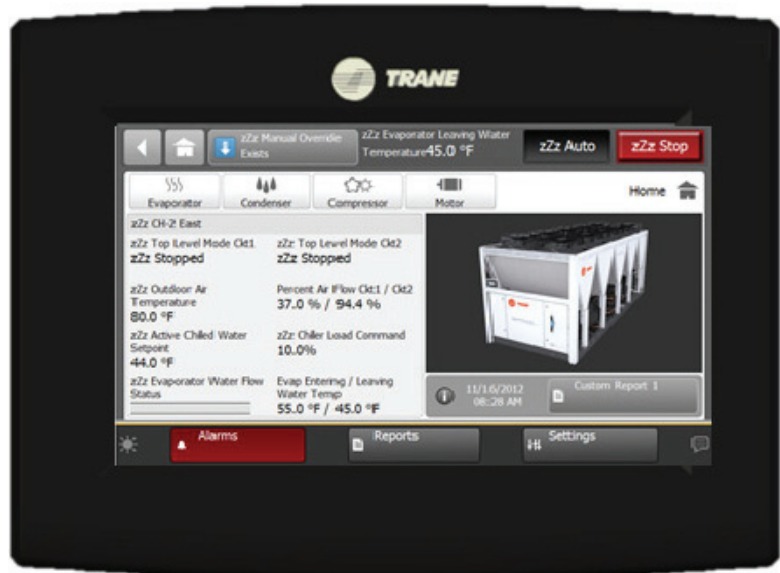 TRANE
zZz Manual Override
Exists
zZz Evaporator Leaving Water
Temperature45.0 °F
zZz Auto
zZz Stop
Evaporator
Condenser
Compressor
Motor
Home
zZz CH-2 East
zZz Top Level Mode Ckt1
zZz Stopped
zZz Top Level Mode Ckt2
zZz Stopped
zZz Outdoor Air
Temperature
80.0 °F
Percent Air Flow Ckt1 / Ckt2
37.0 % / 94.4 %
zZz Active Chilled Water
Setpoint
44.0 °F
zZz Chiller Load Command
10.0%
zZz Evaporator Water Flow
Status
Evap Entering / Leaving
Water Temp
55.0 °F / 45.0 °F
11/16/2012
08:28 AM
Custom Report 1
Alarms
Reports
Settings